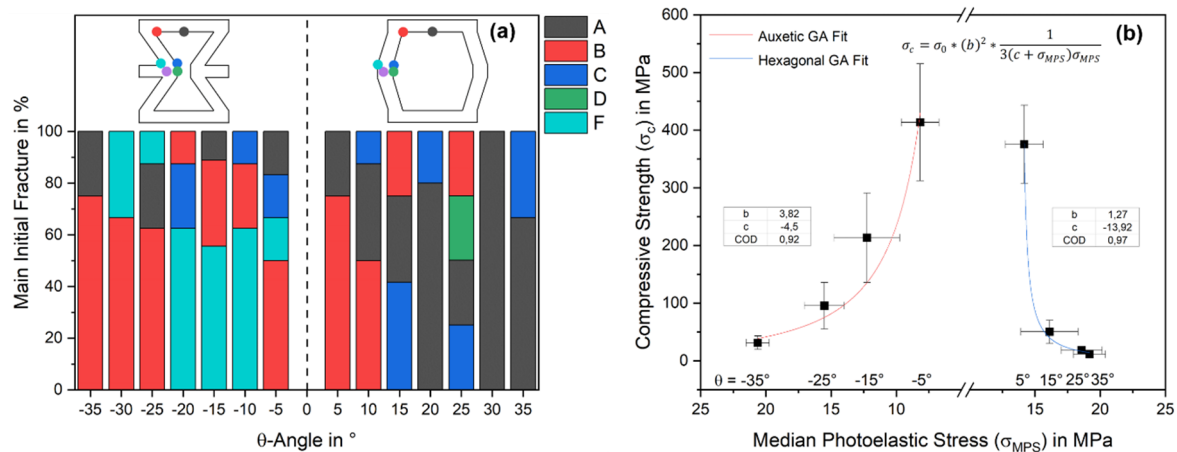 (a)
A
B
C
D
F
Main Initial Fracture in %
100
80
60
40
20
0
-35 -30 -25 -20 -15 -10 -5 0 5 10 15 20 25 30 35
θ-Angle in °
(b)
Auxetic GA Fit
Hexagonal GA Fit
σc = σ0 * (b)² * 1 / 3(c + σMPS)σMPS
Compressive Strength (σc) in MPa
600
500
400
300
200
100
0
b 3,82
c -4,5
COD 0,92
b 1,27
c -13,92
COD 0,97
θ = -35° -25° -15° -5° 5° 15° 25° 35°
25 20 15 10 15 20 25
Median Photoelastic Stress (σMPS) in MPa